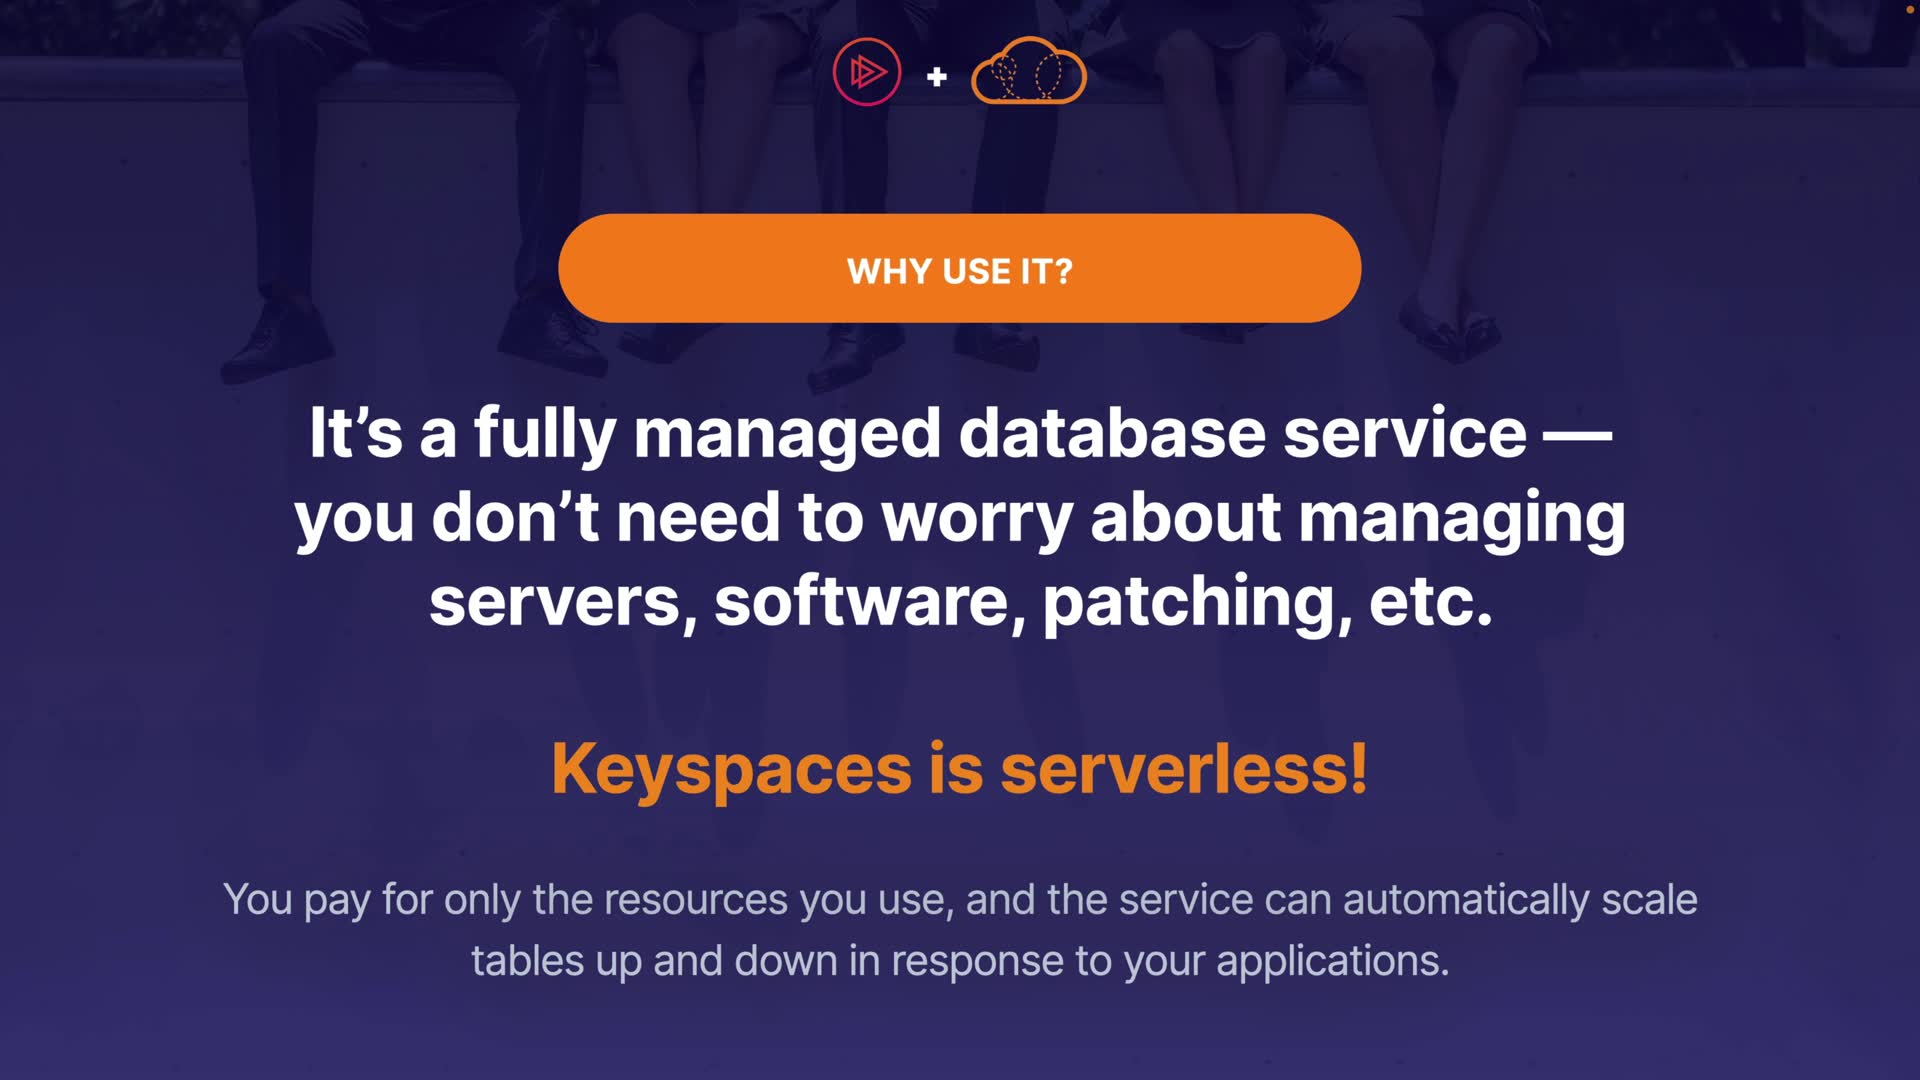 WHY USE IT?
It’s a fully managed database service —
you don’t need to worry about managing
servers, software, patching, etc.
Keyspaces is serverless!
You pay for only the resources you use, and the service can automatically scale
tables up and down in response to your applications.